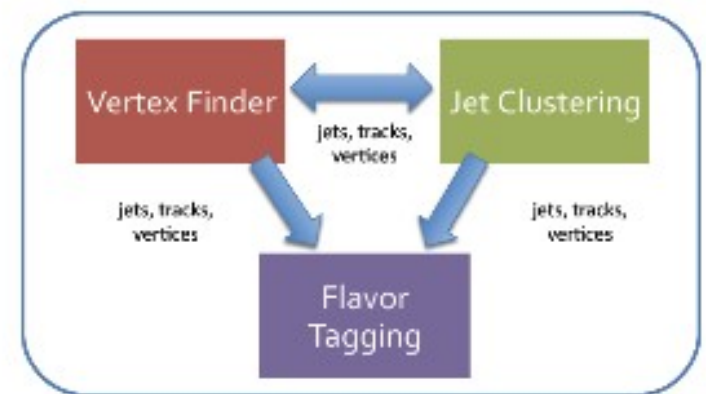 Vertex Finder
Jet Clustering
jets, tracks,
vertices
jets, tracks,
vertices
jets, tracks,
vertices
Flavor
Tagging